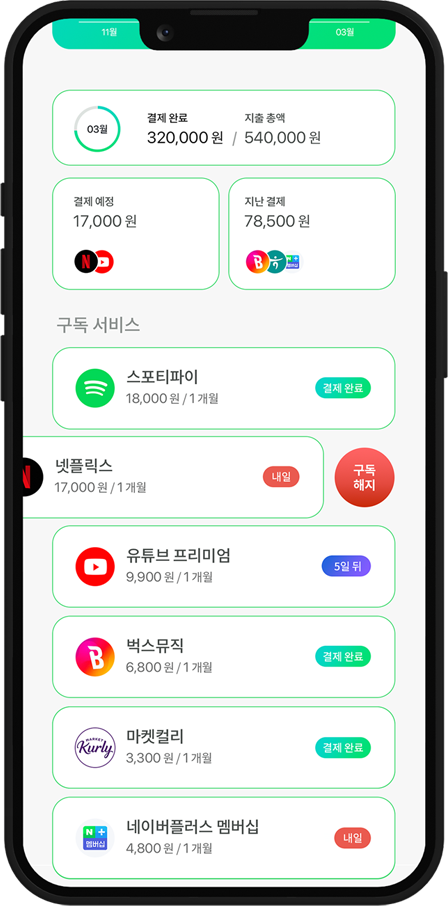 11월
03월
03월
결제 완료
지출 총액
320,000 원 / 540,000 원
결제 예정
17,000 원
지난 결제
78,500 원
N
B
N+
멤버십
구독 서비스
스포티파이
18,000 원 / 1 개월
결제 완료
N
넷플릭스
17,000 원 / 1 개월
내일
구독
해지
유튜브 프리미엄
9,900 원 / 1 개월
5일 뒤
B
벅스뮤직
6,800 원 / 1 개월
결제 완료
MARKET
Kurly
마켓컬리
3,300 원 / 1 개월
결제 완료
N +
멤버십
네이버플러스 멤버십
4,800 원 / 1 개월
내일